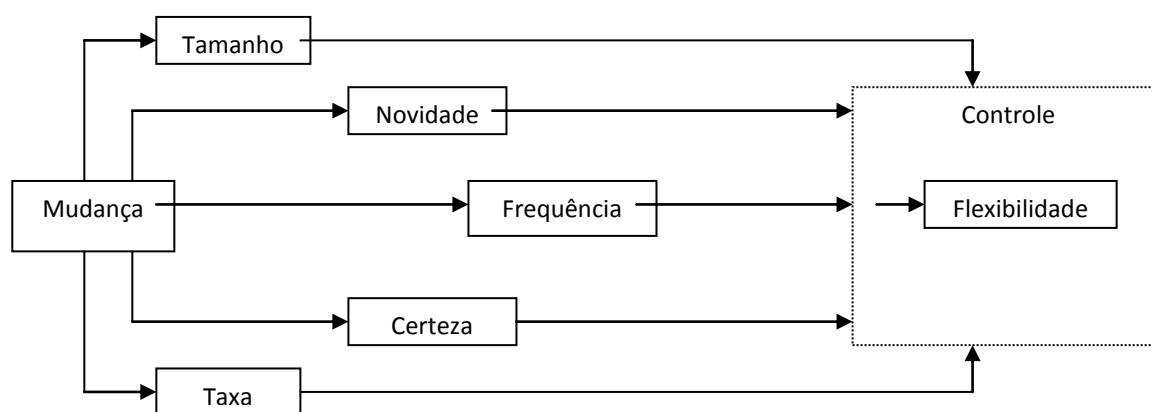 Tamanho
Novidade
Controle
Mudança
Frequência
Flexibilidade
Certeza
Taxa